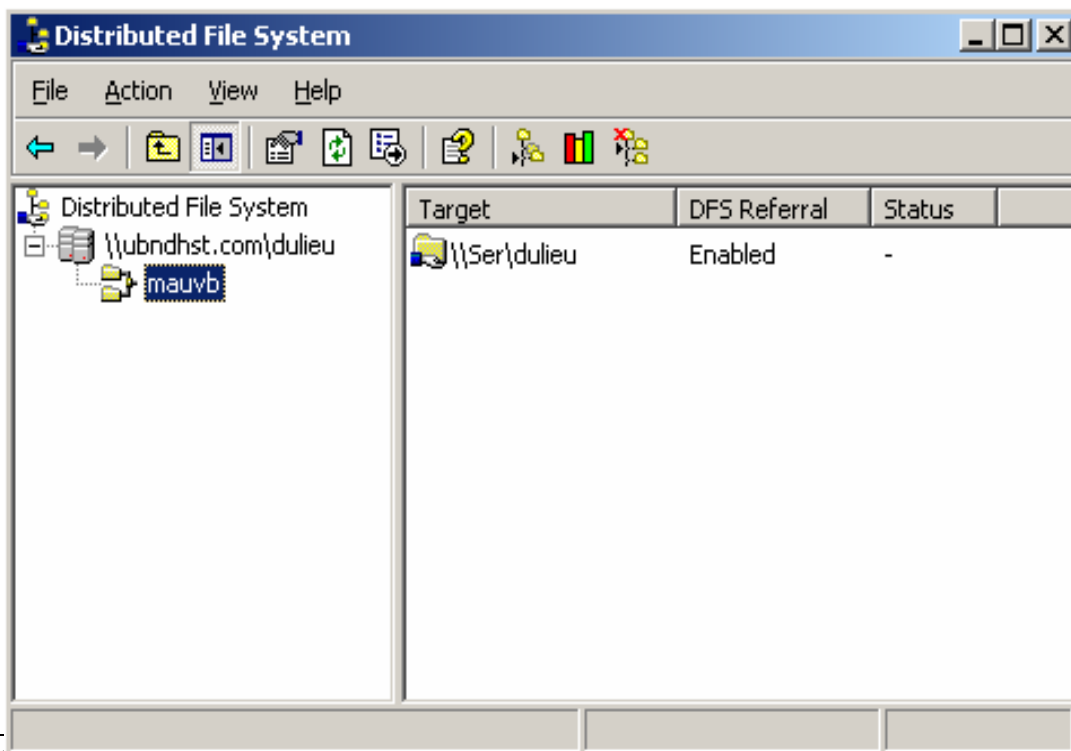 Distributed File System
File Action View Help
Distributed File System
\\ubndhst.com\dulieu
mauvb
Target DFS Referral Status
\\Ser\dulieu Enabled -